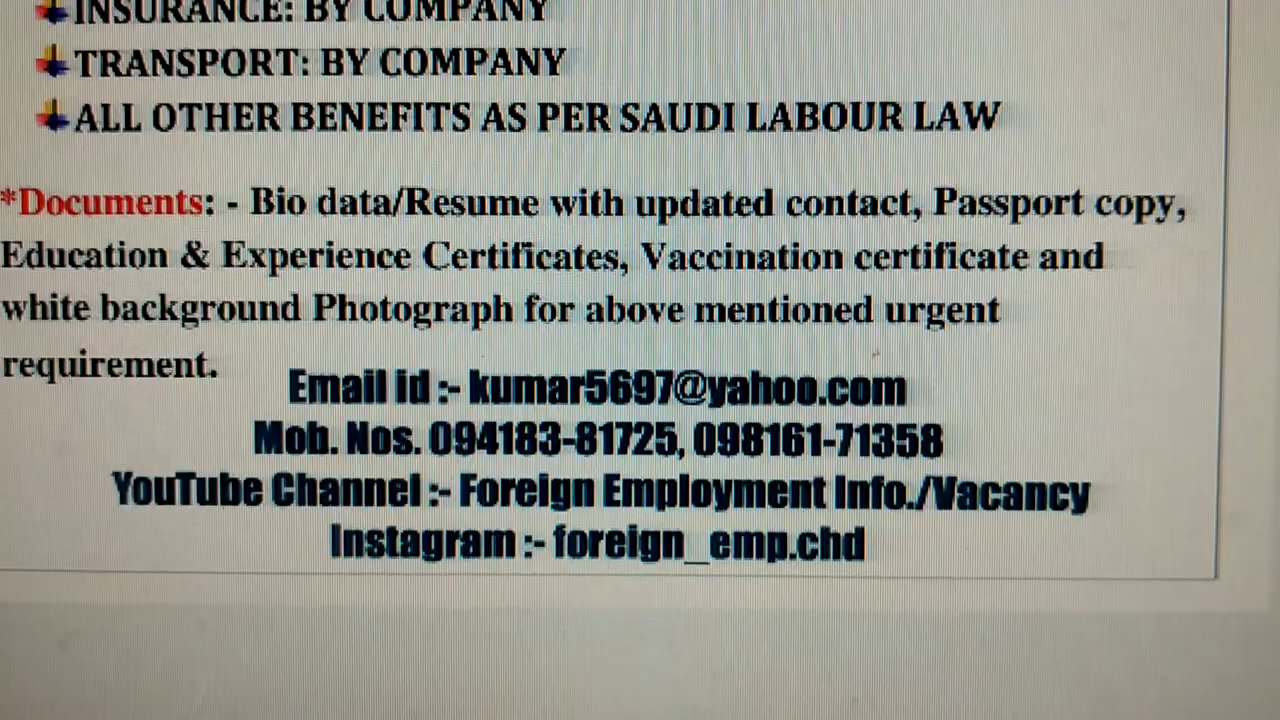 INSURANCE: BY COMPANY
TRANSPORT: BY COMPANY
ALL OTHER BENEFITS AS PER SAUDI LABOUR LAW
*Documents: - Bio data/Resume with updated contact, Passport copy,
Education & Experience Certificates, Vaccination certificate and
white background Photograph for above mentioned urgent
requirement.
Email id :- kumar5697@yahoo.com
Mob. Nos. 094183-81725, 098161-71358
YouTube Channel :- Foreign Employment Info./Vacancy
Instagram :- foreign_emp.chd